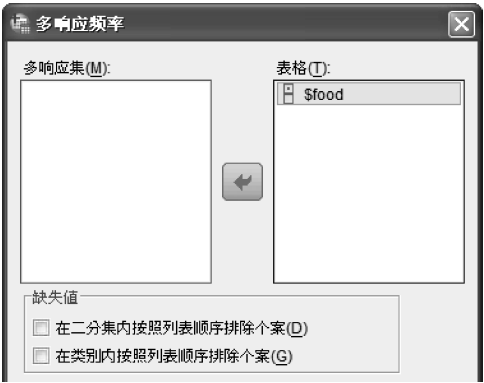 多响应频率
多响应集(M):
表格(T):
$food
缺失值
在二分集内按照列表顺序排除个案(D)
在类别内按照列表顺序排除个案(G)